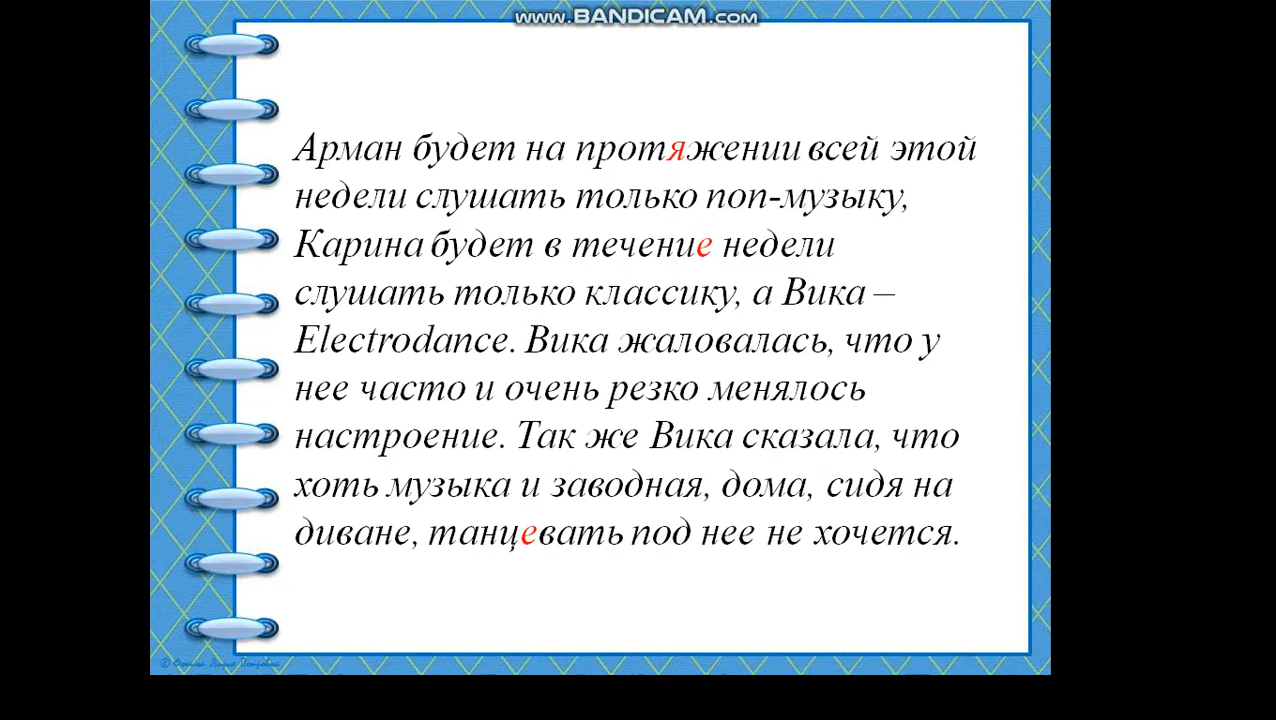 www.BANDICAM.com
Арман будет на протяжении всей этой
недели слушать только поп-музыку,
Карина будет в течение недели
слушать только классику, а Вика –
Electrodance. Вика жаловалась, что у
нее часто и очень резко менялось
настроение. Так же Вика сказала, что
хоть музыка и заводная, дома, сидя на
диване, танцевать под нее не хочется.